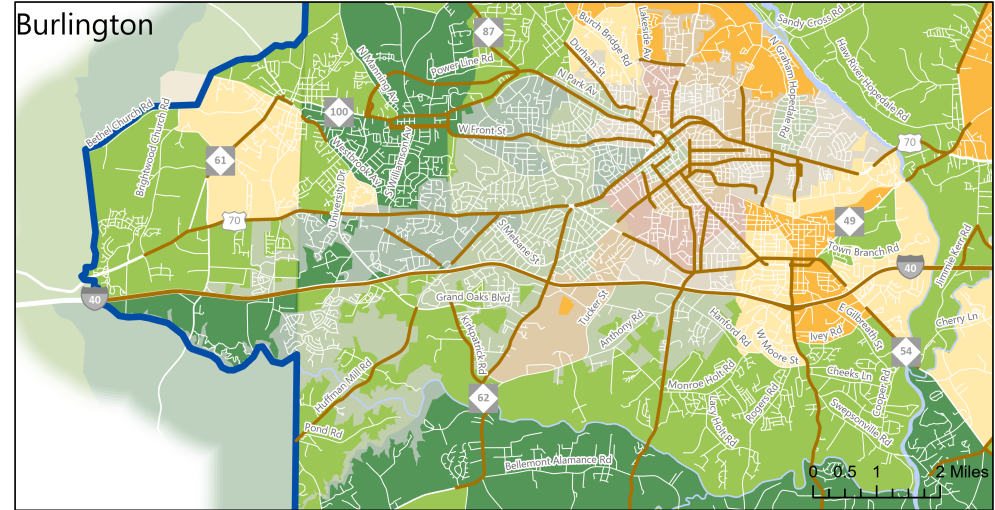 Burlington
Sandy Cross Rd
Lakeside Av
Burch Bridge Rd
87
Durham St
N Graham Hopedale Rd
Haw River Hopedale Rd
N Manning Av
Power Line Rd
N Park Av
Bethel Church Rd
100
W Front St
70
Brightwood Church Rd
61
Westbrook Av
S Williamson Av
University Dr
70
49
S Mebane St
Town Branch Rd
Jimmie Kerr Rd
40
40
Grand Oaks Blvd
Tucker St
Anthony Rd
Hanford Rd
E Gilbreath St
Cherry Ln
Kirkpatrick Rd
W Moore St
Ivey Rd
54
Huffman Mill Rd
62
Monroe Holt Rd
Cheeks Ln
Cooper Rd
Rogers Rd
Lacy Holt Rd
Swepsonville Rd
Pond Rd
Bellemont Alamance Rd
0 0.5 1 2 Miles